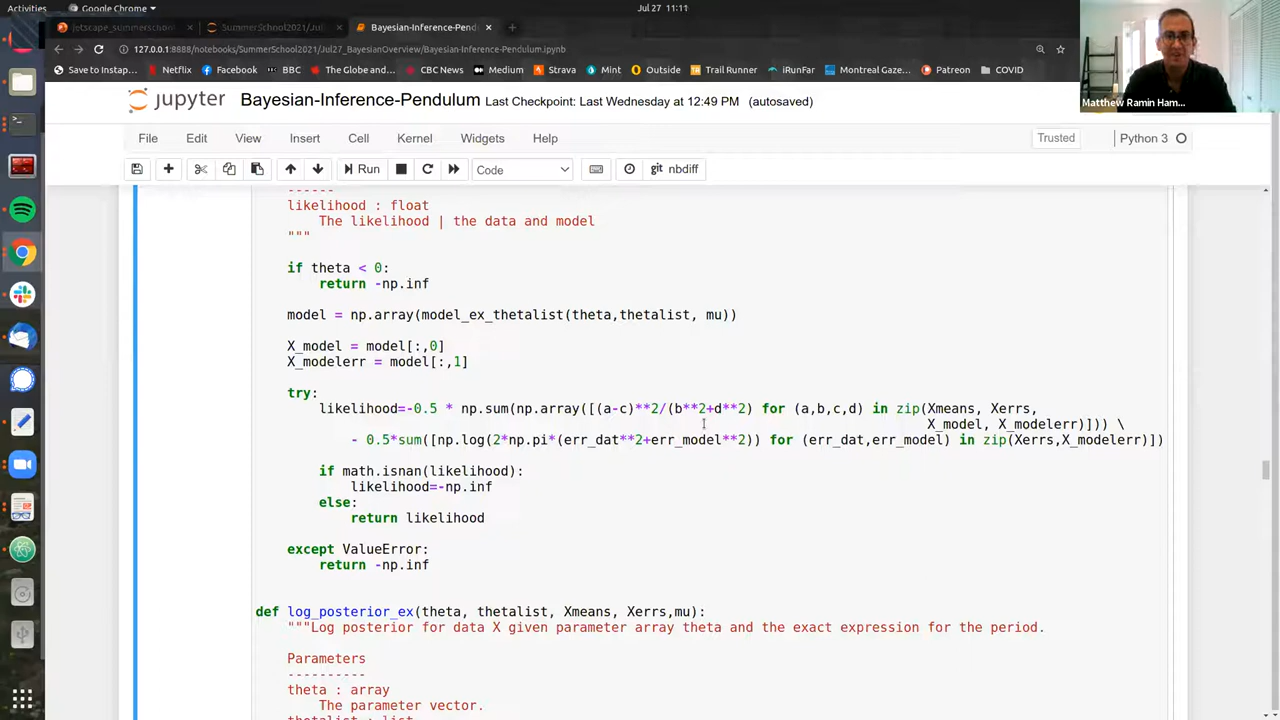 Activities
Google Chrome
Jul 27 11:11
SummerSchool2021/Jul
Bayesian-Inference-Pend
127.0.0.1:8888/notebooks/SummerSchool2021/Jul27_BayesianOverview/Bayesian-Inference-Pendulum.ipynb
Save to Instap... Netflix Facebook BBC The Globe and... CBC News Medium Strava Mint Outside Trail Runner iRunFar Montreal Gaze... Patreon COVID
Matthew Ramin Ham...
jupyter Bayesian-Inference-Pendulum Last Checkpoint: Last Wednesday at 12:49 PM (autosaved)
File Edit View Insert Cell Kernel Widgets Help Trusted Python 3
Run Code git nbdiff
------
likelihood : float
The likelihood | the data and model
"""
if theta < 0:
return -np.inf
model = np.array(model_ex_thetalist(theta,thetalist, mu))
X_model = model[:,0]
X_modelerr = model[:,1]
try:
likelihood=-0.5 * np.sum(np.array([(a-c)**2/(b**2+d**2) for (a,b,c,d) in zip(Xmeans, Xerrs,
X_model, X_modelerr)])) \
- 0.5*sum([np.log(2*np.pi*(err_dat**2+err_model**2)) for (err_dat,err_model) in zip(Xerrs,X_modelerr)])
if math.isnan(likelihood):
likelihood=-np.inf
else:
return likelihood
except ValueError:
return -np.inf
def log_posterior_ex(theta, thetalist, Xmeans, Xerrs,mu):
"""Log posterior for data X given parameter array theta and the exact expression for the period.
Parameters
----------
theta : array
The parameter vector.
thetalist : list